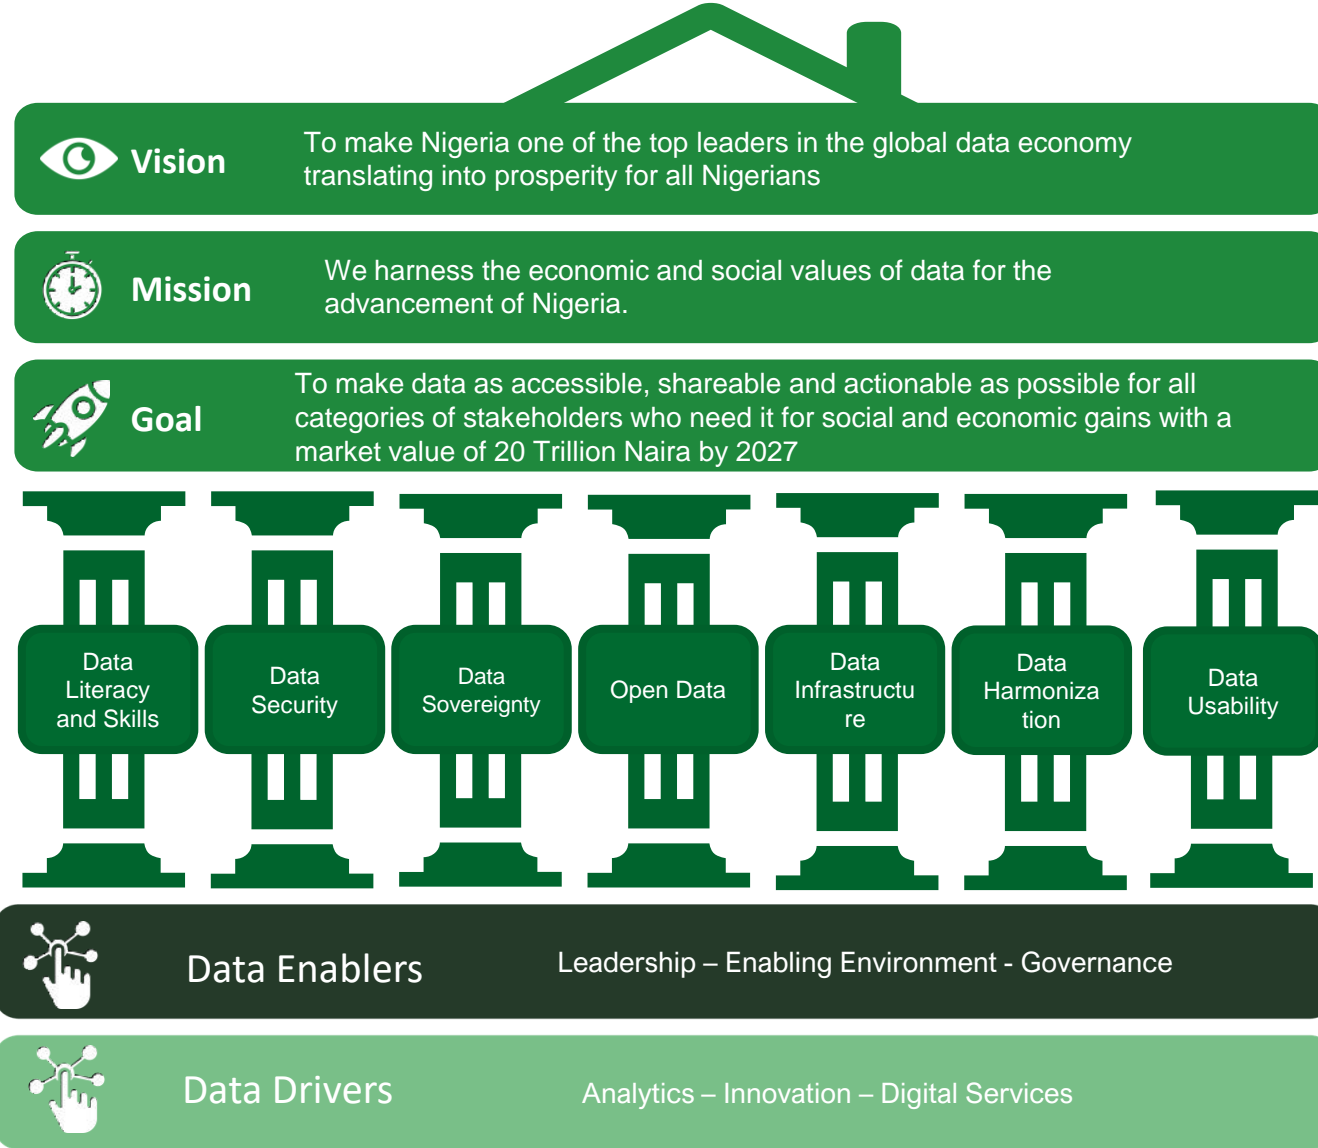 Vision
To make Nigeria one of the top leaders in the global data economy
translating into prosperity for all Nigerians
Mission
We harness the economic and social values of data for the
advancement of Nigeria.
Goal
To make data as accessible, shareable and actionable as possible for all
categories of stakeholders who need it for social and economic gains with a
market value of 20 Trillion Naira by 2027
Data
Literacy
and Skills
Data
Security
Data
Sovereignty
Open Data
Data
Infrastructu
re
Data
Harmoniza
tion
Data
Usability
Data Enablers
Leadership – Enabling Environment - Governance
Data Drivers
Analytics – Innovation – Digital Services